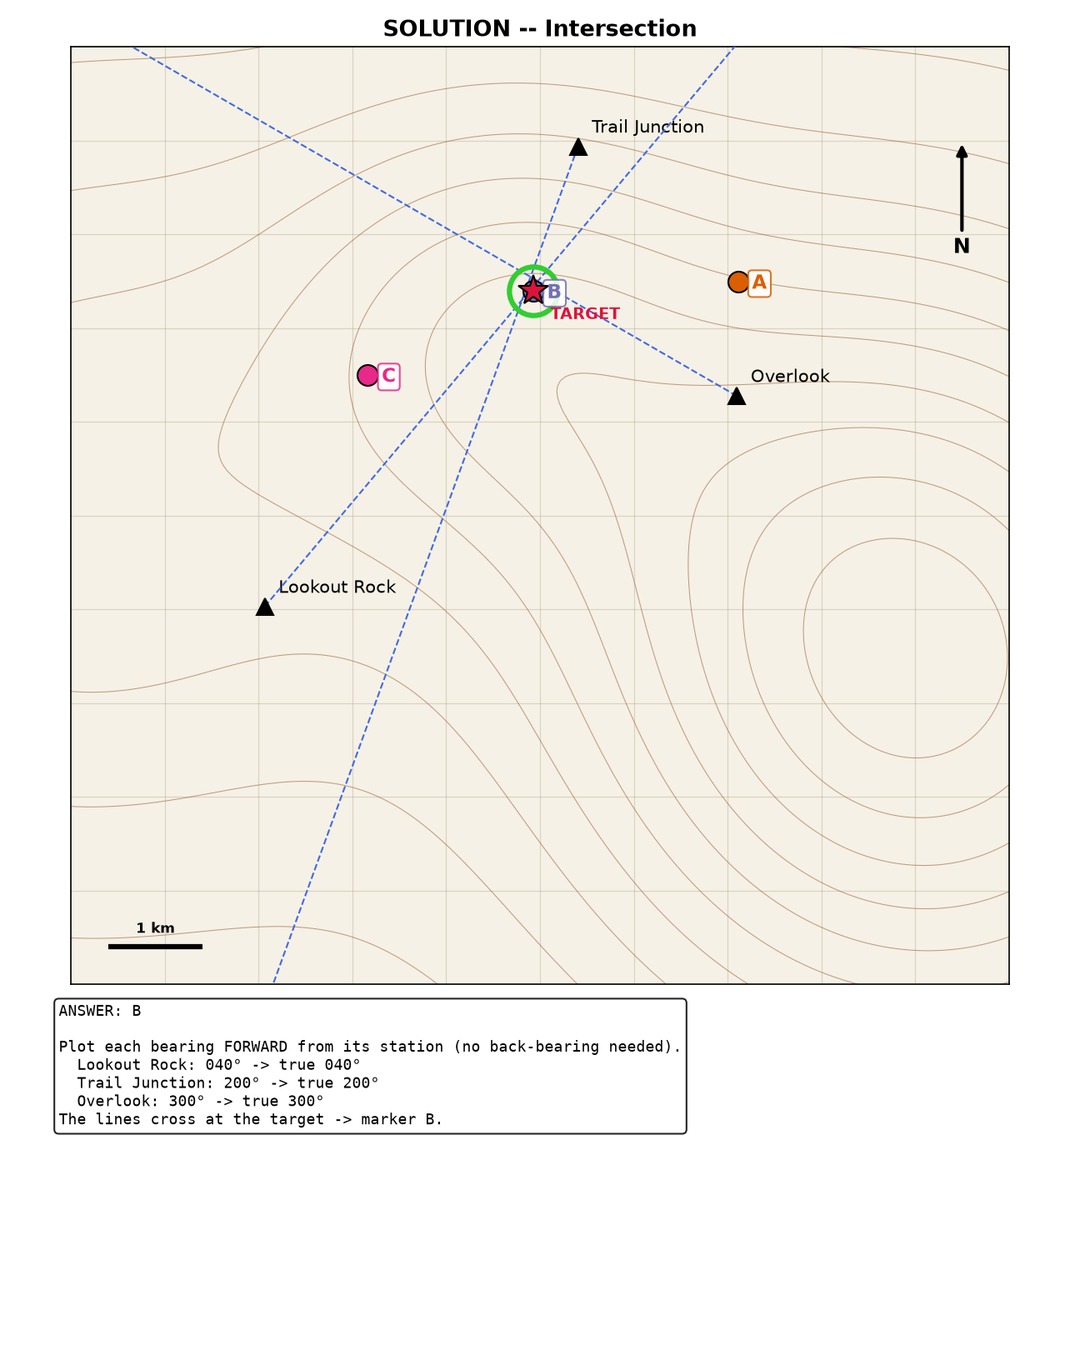 SOLUTION -- Intersection
Trail Junction
N
A
B
TARGET
C
Overlook
Lookout Rock
1 km
ANSWER: B
Plot each bearing FORWARD from its station (no back-bearing needed).
Lookout Rock: 040° -> true 040°
Trail Junction: 200° -> true 200°
Overlook: 300° -> true 300°
The lines cross at the target -> marker B.